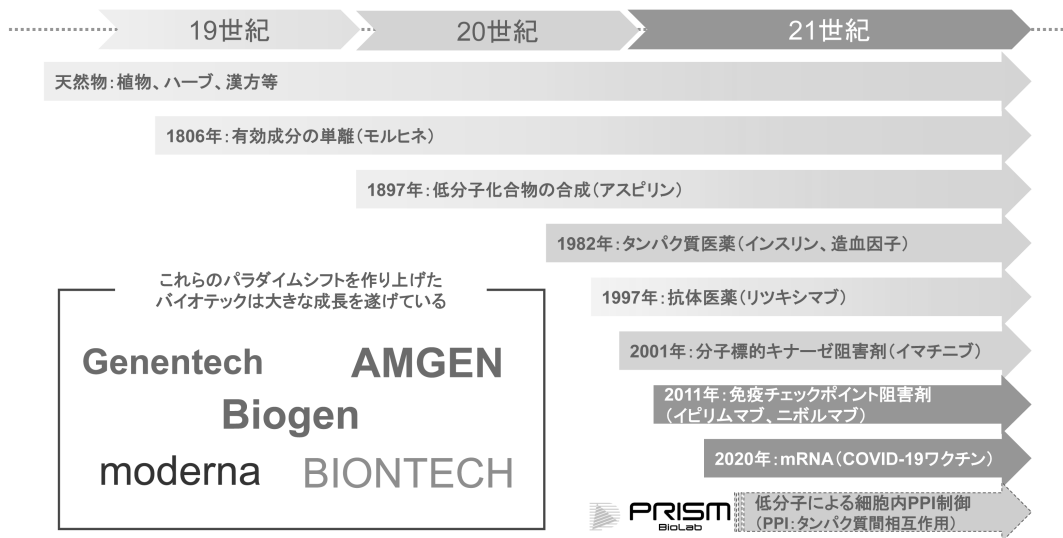 19世紀
20世紀
21世紀
天然物：植物、ハーブ、漢方等
1806年：有効成分の単離（モルヒネ）
1897年：低分子化合物の合成（アスピリン）
1982年：タンパク質医薬（インスリン、造血因子）
1997年：抗体医薬（リツキシマブ）
2001年：分子標的キナーゼ阻害剤（イマチニブ）
2011年：免疫チェックポイント阻害剤
（イピリムマブ、ニボルマブ）
2020年：mRNA（COVID-19ワクチン）
PRISM
BioLab
低分子による細胞内PPI制御
（PPI：タンパク質間相互作用）
これらのパラダイムシフトを作り上げた
バイオテックは大きな成長を遂げている
Genentech
AMGEN
Biogen
moderna
BIONTECH